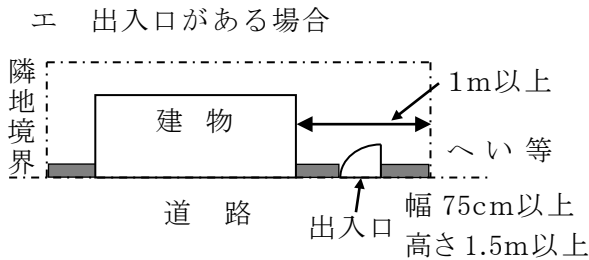 エ 出入口がある場合
隣地境界
1m以上
建物
へい等
道路
出入口
幅 75cm以上
高さ1.5m以上